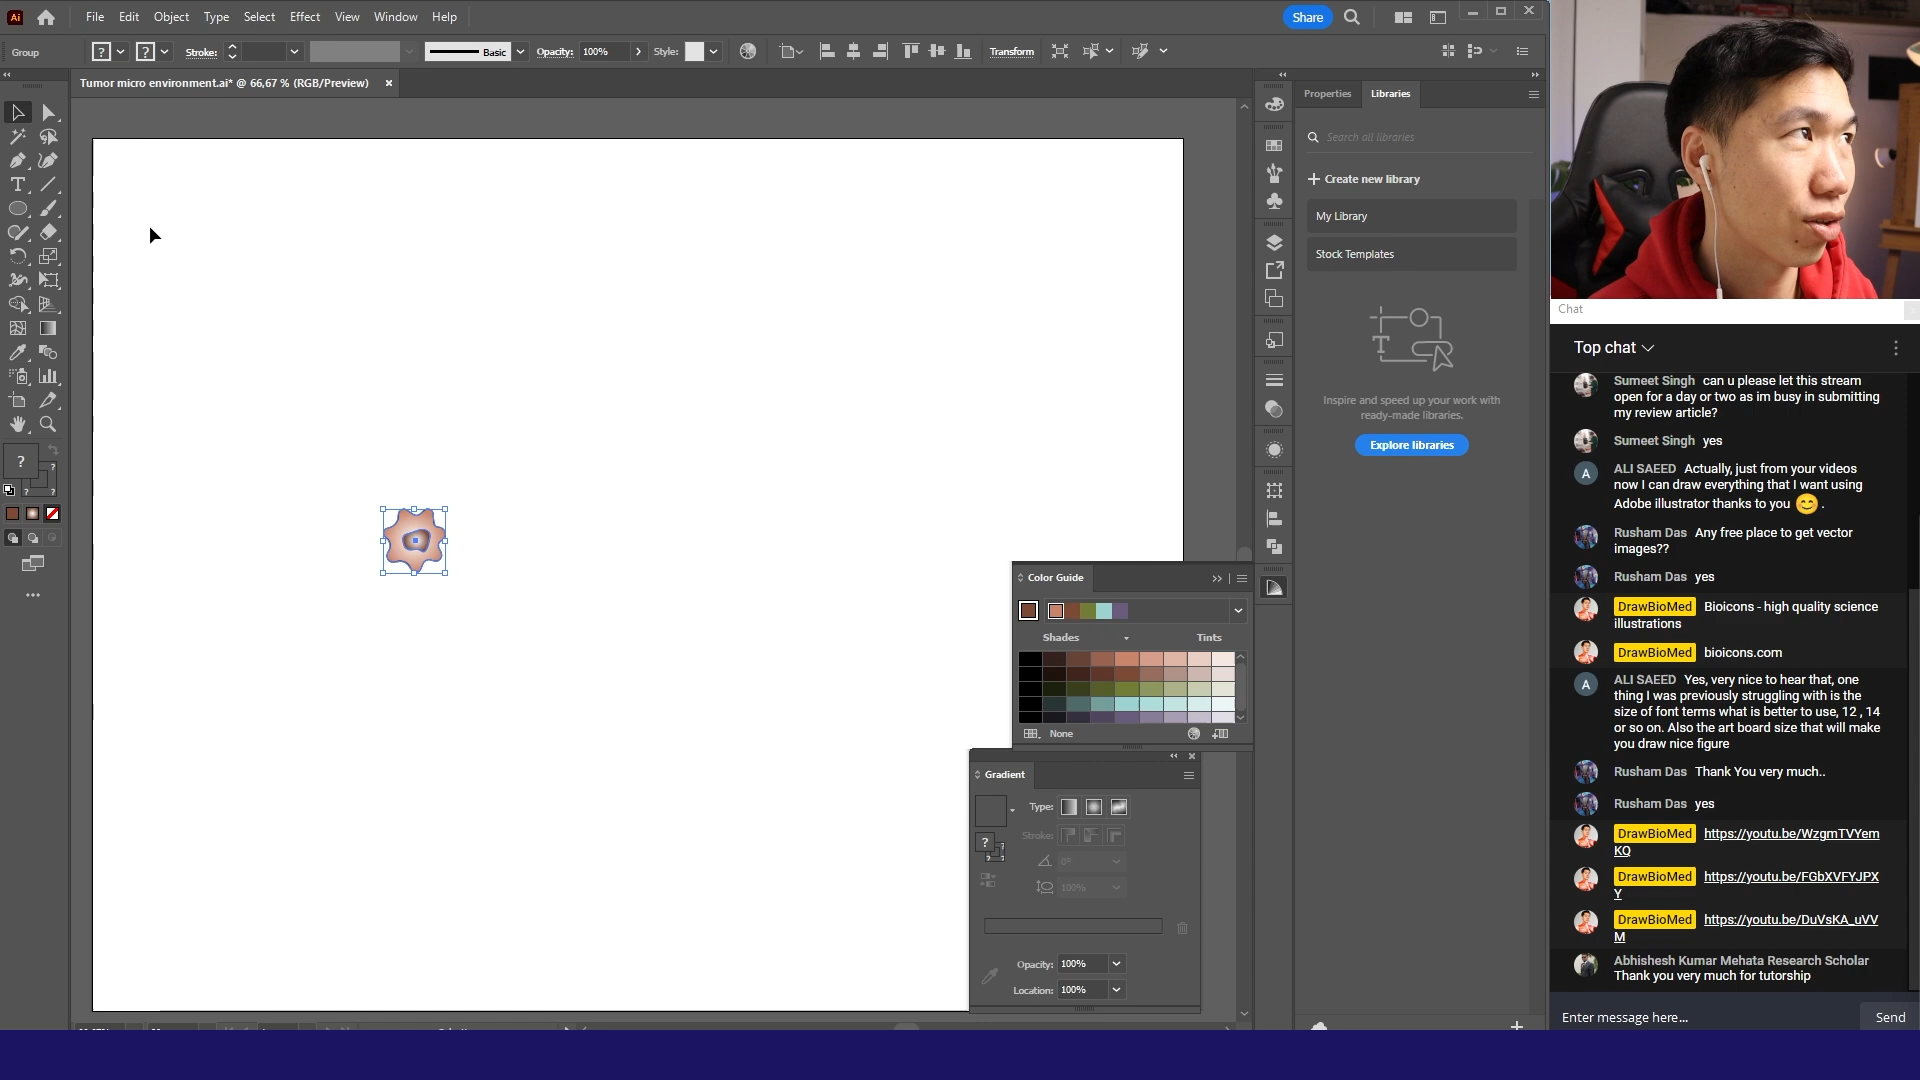 Ai
File Edit Object Type Select Effect View Window Help
Share
Group
?
?
Stroke:
Basic
Opacity: 100%
Style:
Transform
Tumor micro environment.ai* @ 66,67 % (RGB/Preview)
Properties
Libraries
Search all libraries
Create new library
My Library
Stock Templates
Inspire and speed up your work with
ready-made libraries.
Explore libraries
Color Guide
Shades
Tints
None
Gradient
Type:
Stroke:
0°
100%
Opacity: 100%
Location: 100%
Chat
Top chat
Sumeet Singh can u please let this stream
open for a day or two as im busy in submitting
my review article?
Sumeet Singh yes
A
ALI SAEED Actually, just from your videos
now I can draw everything that I want using
Adobe illustrator thanks to you 😊 .
Rusham Das Any free place to get vector
images??
Rusham Das yes
DrawBioMed Bioicons - high quality science
illustrations
DrawBioMed bioicons.com
A
ALI SAEED Yes, very nice to hear that, one
thing I was previously struggling with is the
size of font terms what is better to use, 12 , 14
or so on. Also the art board size that will make
you draw nice figure
Rusham Das Thank You very much..
Rusham Das yes
DrawBioMed https://youtu.be/WzgmTVYem
KQ
DrawBioMed https://youtu.be/FGbXVFYJPX
Y
DrawBioMed https://youtu.be/DuVsKA_uVV
M
Abhishesh Kumar Mehata Research Scholar
Thank you very much for tutorship
Enter message here...
Send